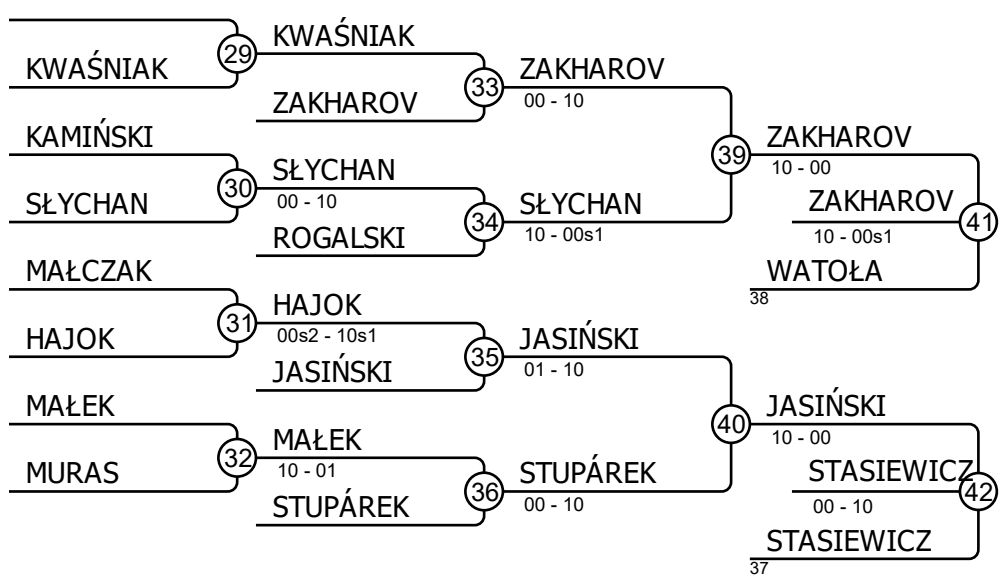 KWAŚNIAK
29
KWAŚNIAK
ZAKHAROV
33
ZAKHAROV
00 - 10
KAMIŃSKI
SŁYCHAN
30
SŁYCHAN
00 - 10
ROGALSKI
34
SŁYCHAN
10 - 00s1
39
ZAKHAROV
10 - 00
ZAKHAROV
10 - 00s1
41
WATOŁA
38
MAŁCZAK
HAJOK
31
HAJOK
00s2 - 10s1
JASIŃSKI
35
JASIŃSKI
01 - 10
MAŁEK
MURAS
32
MAŁEK
10 - 01
STUPÁREK
36
STUPÁREK
00 - 10
40
JASIŃSKI
10 - 00
STASIEWICZ
00 - 10
42
STASIEWICZ
37